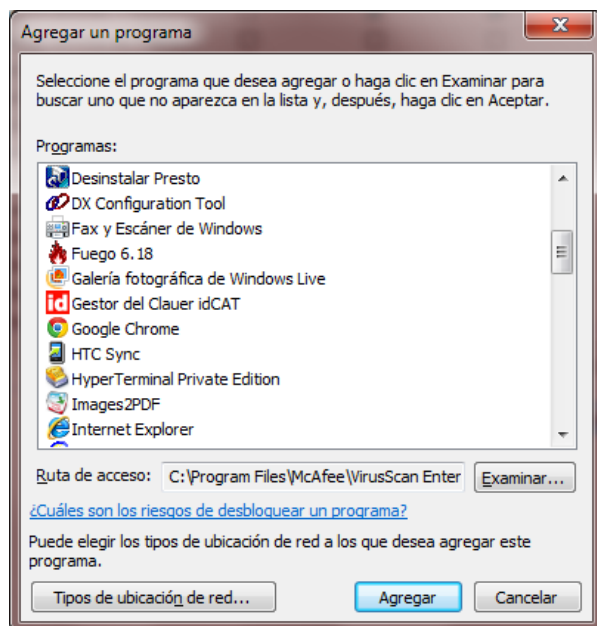 Agregar un programa
Seleccione el programa que desea agregar o haga clic en Examinar para
buscar uno que no aparezca en la lista y, después, haga clic en Aceptar.
Programas:
Desinstalar Presto
DX Configuration Tool
Fax y Escáner de Windows
Fuego 6.18
Galería fotográfica de Windows Live
id Gestor del Clauer idCAT
Google Chrome
HTC Sync
HyperTerminal Private Edition
Images2PDF
Internet Explorer
Ruta de acceso: C:\Program Files\McAfee\VirusScan Enter Examinar...
¿Cuáles son los riesgos de desbloquear un programa?
Puede elegir los tipos de ubicación de red a los que desea agregar este
programa.
Tipos de ubicación de red... Agregar Cancelar